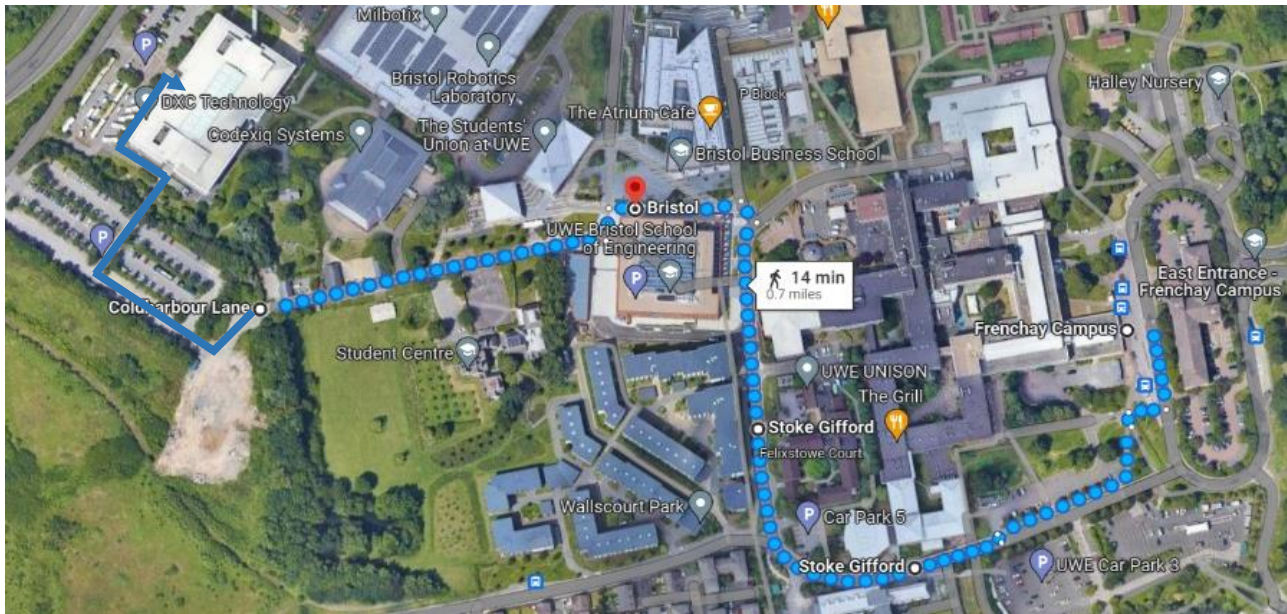 Milbotix
Bristol Robotics
Laboratory
DXC Technology
Codexiq Systems
The Students'
Union at UWE
The Atrium Cafe
P Block
Bristol Business School
Halley Nursery
Bristol
UWE Bristol School
of Engineering
14 min
0.7 miles
East Entrance -
Frenchay Campus
Coldharbour Lane
Frenchay Campus
Student Centre
UWE UNISON
The Grill
Stoke Gifford
Felixstowe Court
Wallscourt Park
Car Park 5
Stoke Gifford
UWE Car Park 3
P
P
P
P
P